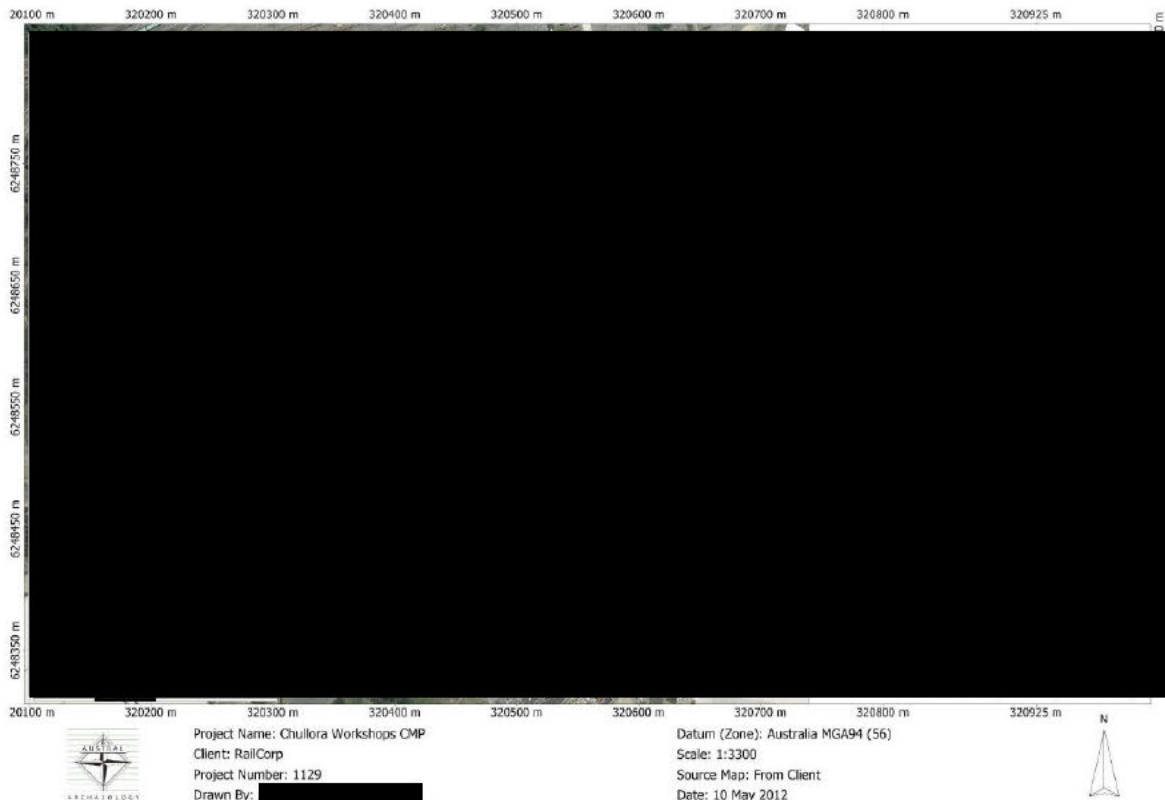 20100 m 320200 m 320300 m 320400 m 320500 m 320600 m 320700 m 320800 m 320925 m
6248750 m
6248650 m
6248550 m
6248450 m
6248350 m
20100 m 320200 m 320300 m 320400 m 320500 m 320600 m 320700 m 320800 m 320925 m
AUSTRAL
ARCHAEOLOGY
Project Name: Chullora Workshops CMP
Client: RailCorp
Project Number: 1129
Drawn By:
Datum (Zone): Australia MGA94 (56)
Scale: 1:3300
Source Map: From Client
Date: 10 May 2012
N